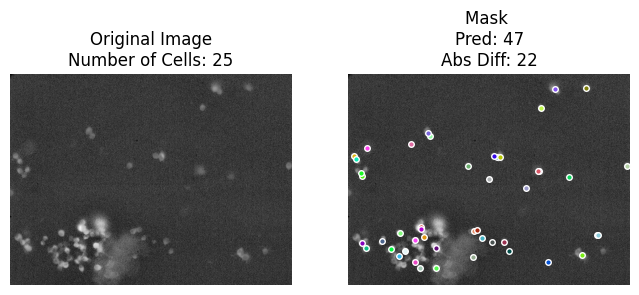 Original Image
Number of Cells: 25
Mask
Pred: 47
Abs Diff: 22